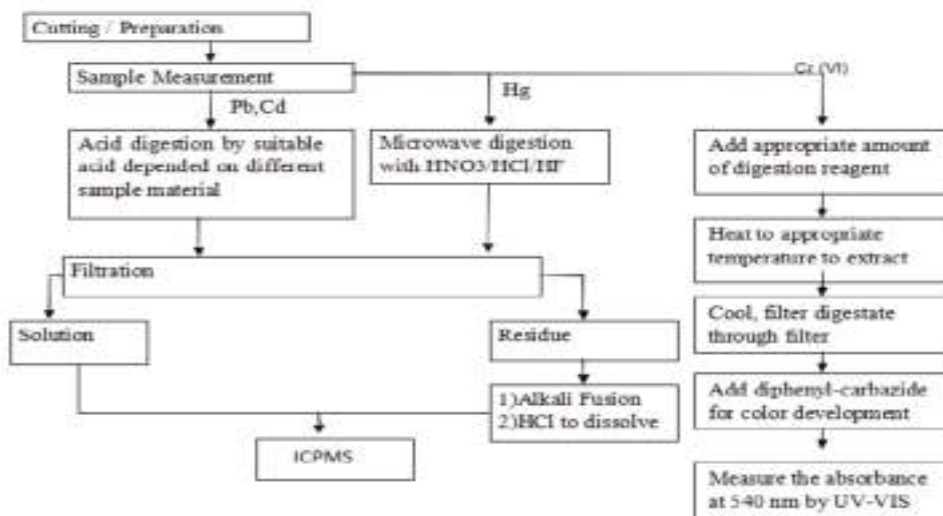 Cutting / Preparation
Sample Measurement
Pb,Cd
Hg
Cr (VI)
Acid digestion by suitable
acid depended on different
sample material
Microwave digestion
with HNO3/HCl/HF
Add appropriate amount
of digestion reagent
Heat to appropriate
temperature to extract
Filtration
Cool, filter digestate
through filter
Solution
Residue
1)Alkali Fusion
2)HCl to dissolve
Add diphenyl-carbazide
for color development
ICPMS
Measure the absorbance
at 540 nm by UV-VIS